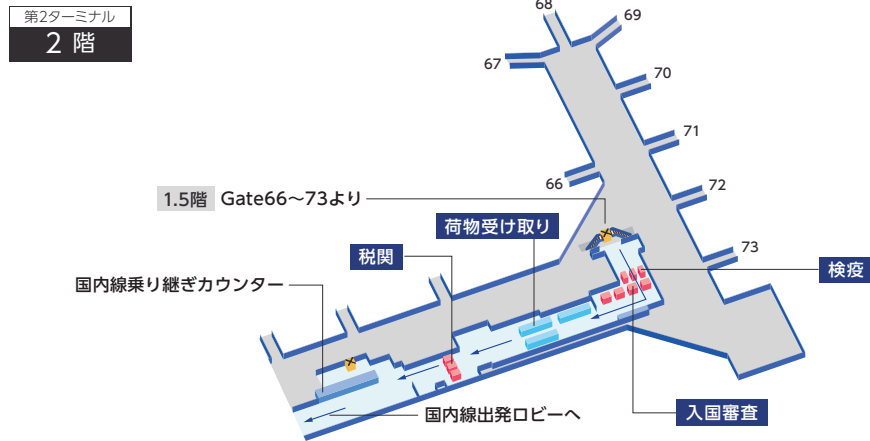 第2ターミナル
2 階
68
69
67
70
71
66
72
1.5階 Gate66～73より
荷物受け取り
税関
73
検疫
国内線乗り継ぎカウンター
国内線出発ロビーへ
入国審査